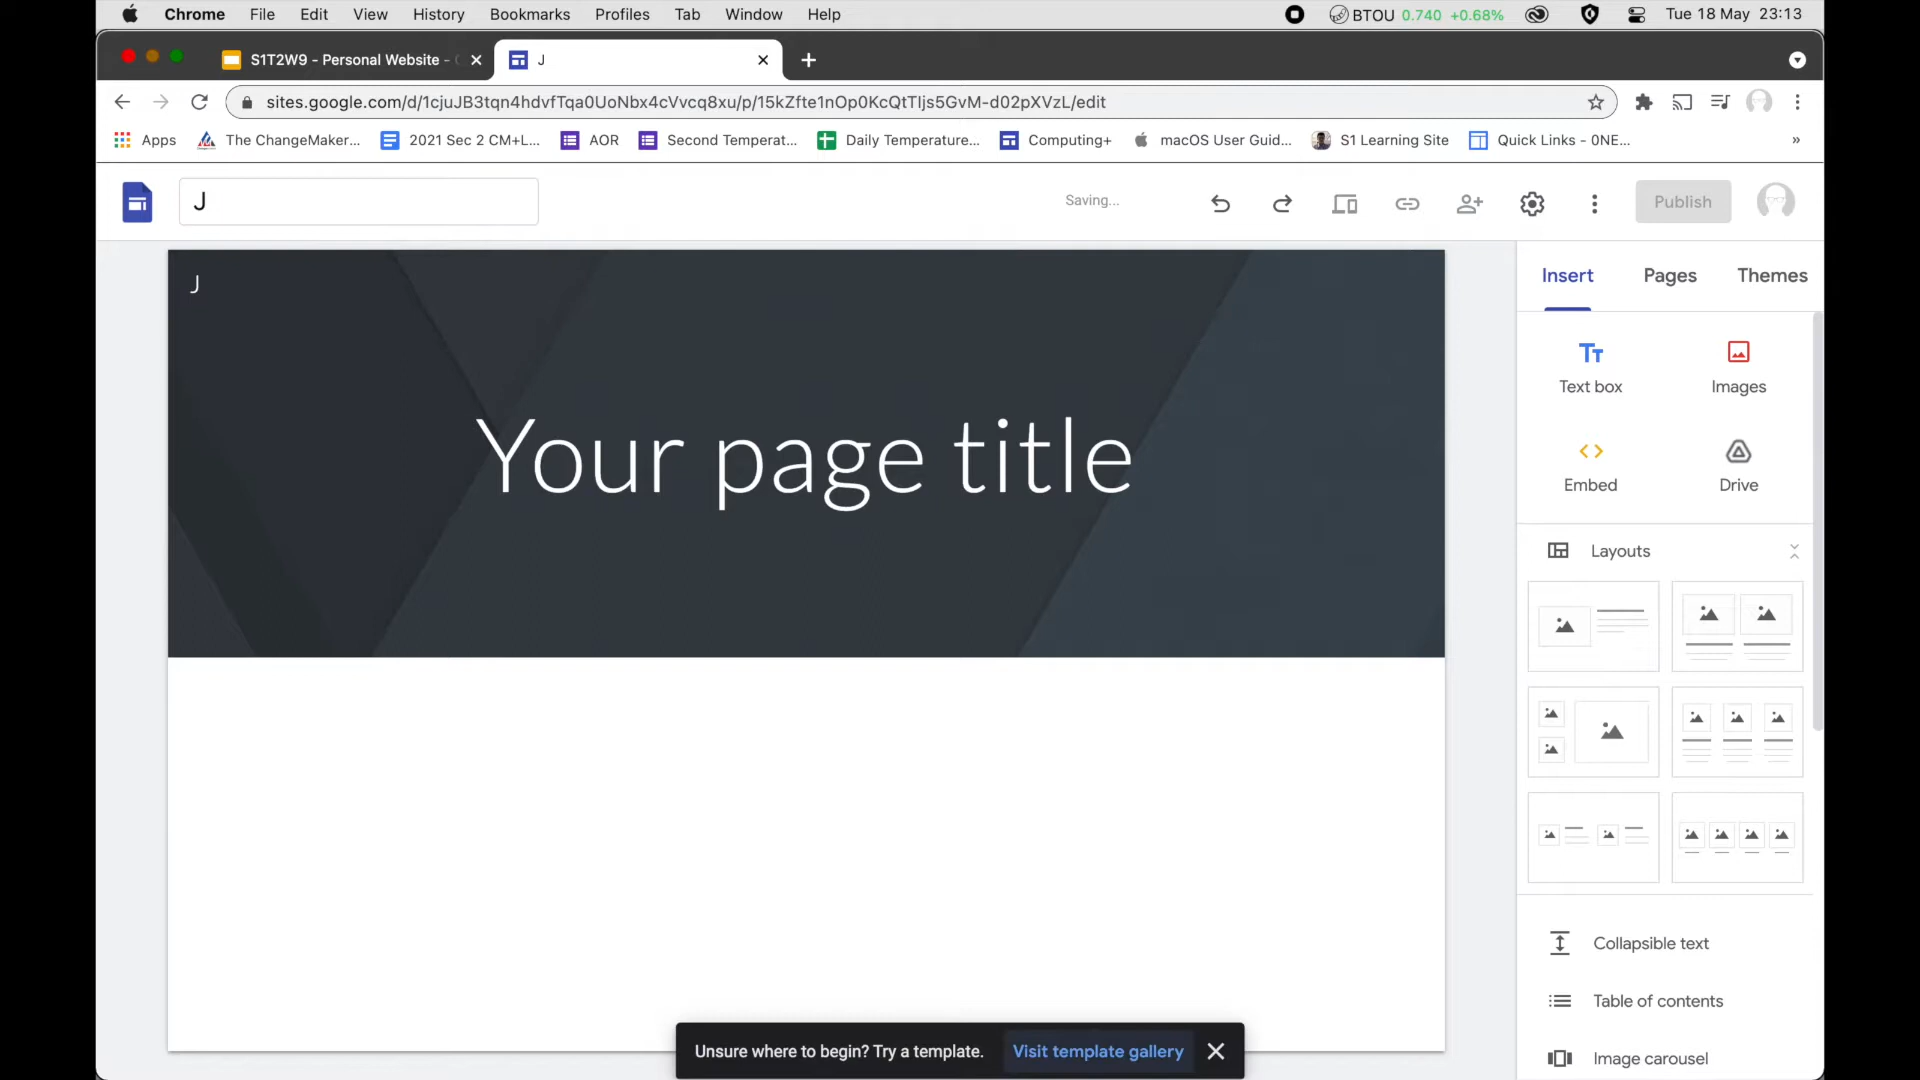 Chrome File Edit View History Bookmarks Profiles Tab Window Help BTOU 0.740 +0.68% Tue 18 May 23:13
S1T2W9 - Personal Website - J
sites.google.com/d/1cjuJB3tqn4hdvfTqa0UoNbx4cVvcq8xu/p/15kZfte1nOp0KcQtTIjs5GvM-d02pXVzL/edit
Apps The ChangeMaker... 2021 Sec 2 CM+L... AOR Second Temperat... Daily Temperature... Computing+ macOS User Guid... S1 Learning Site Quick Links - 0NE... »
J Saving... Publish
Insert Pages Themes
J
Your page title
Text box Images
Embed Drive
Layouts
Collapsible text
Table of contents
Image carousel
Unsure where to begin? Try a template. Visit template gallery